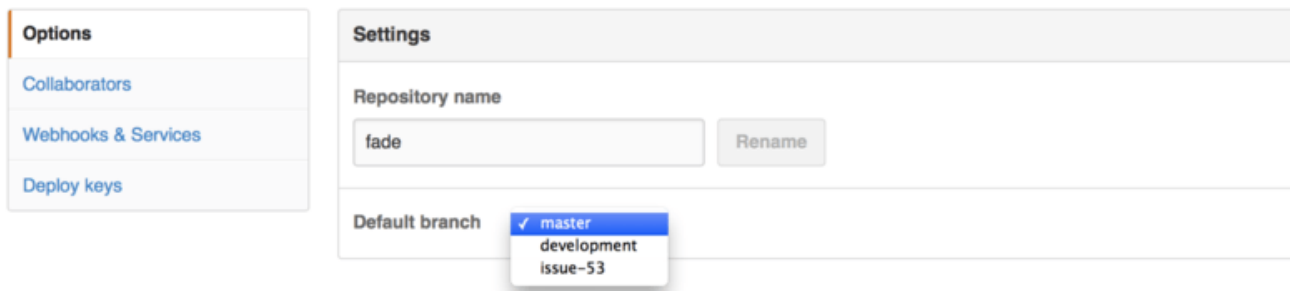 Options
Collaborators
Webhooks & Services
Deploy keys
Settings
Repository name
fade
Rename
Default branch
✓ master
development
issue-53